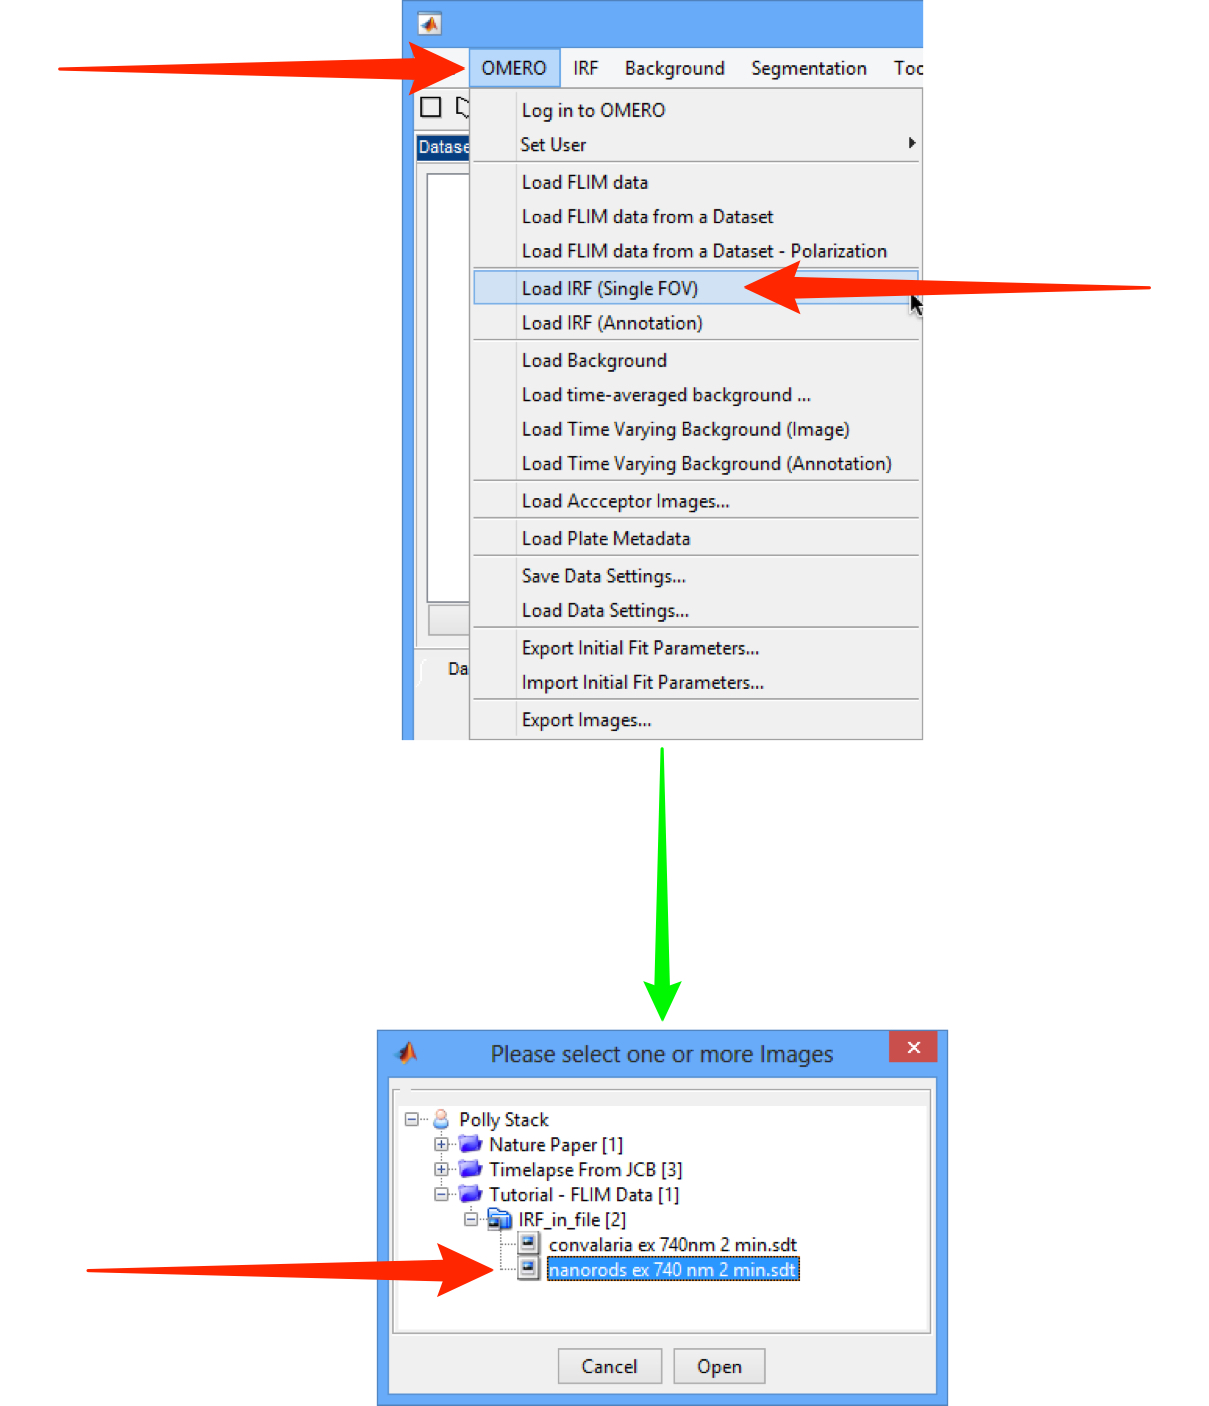 OMERO IRF Background Segmentation Too
Log in to OMERO
Set User
Datase
Load FLIM data
Load FLIM data from a Dataset
Load FLIM data from a Dataset - Polarization
Load IRF (Single FOV)
Load IRF (Annotation)
Load Background
Load time-averaged background ...
Load Time Varying Background (Image)
Load Time Varying Background (Annotation)
Load Accceptor Images...
Load Plate Metadata
Save Data Settings...
Load Data Settings...
Export Initial Fit Parameters...
Da
Import Initial Fit Parameters...
Export Images...
Please select one or more Images
Polly Stack
Nature Paper [1]
Timelapse From JCB [3]
Tutorial - FLIM Data [1]
IRF_in_file [2]
convalaria ex 740nm 2 min.sdt
nanorods ex 740 nm 2 min.sdt
Cancel Open